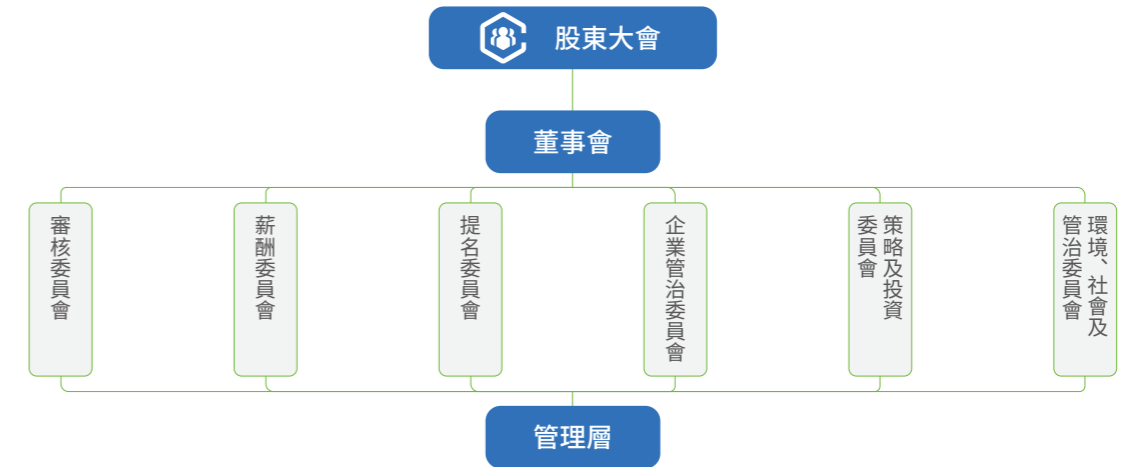 股東大會
董事會
審核委員會
薪酬委員會
提名委員會
企業管治委員會
策略及投資
委員會
環境、社會及
管治委員會
管理層